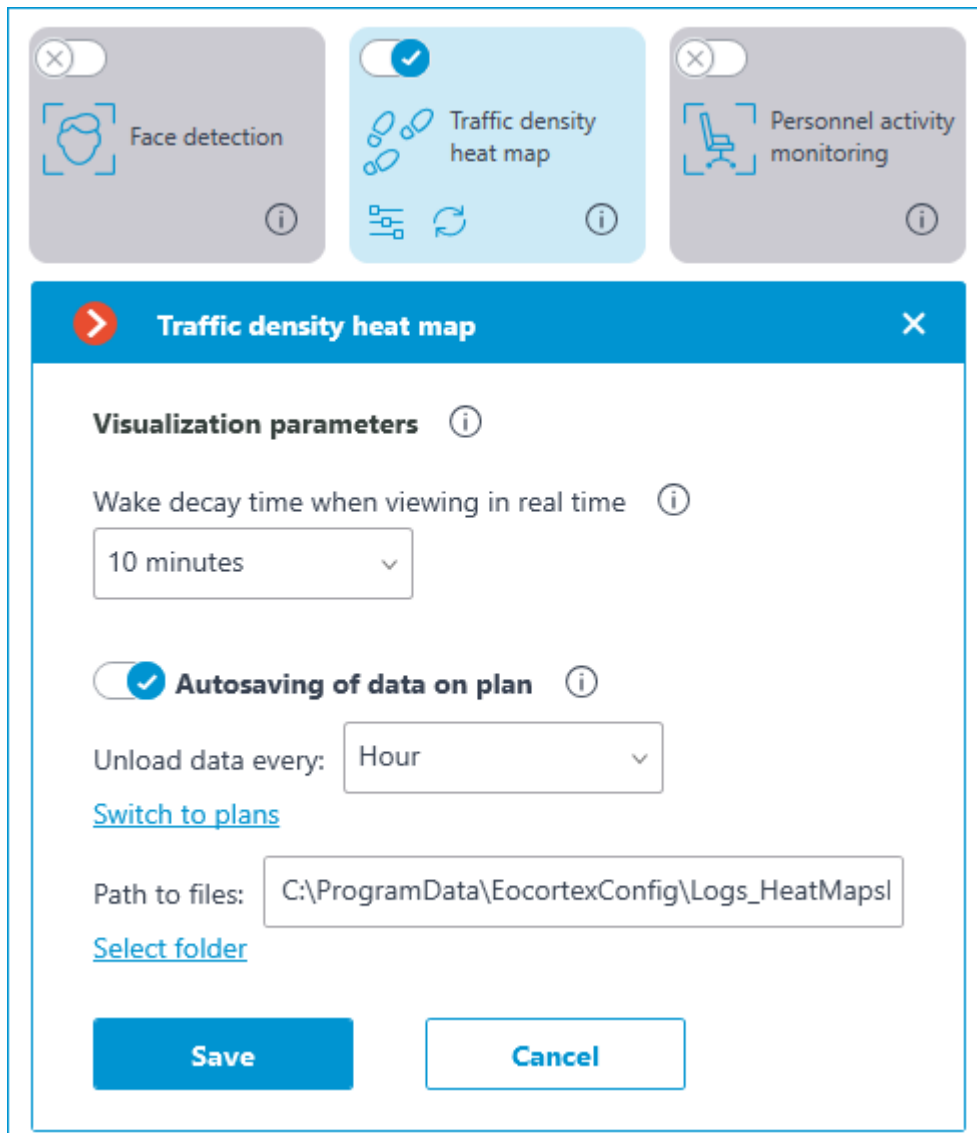 Face detection
Traffic density
heat map
Personnel activity
monitoring
Traffic density heat map
Visualization parameters
Wake decay time when viewing in real time
10 minutes
Autosaving of data on plan
Unload data every: Hour
Switch to plans
Path to files: C:\ProgramData\EocortexConfig\Logs_HeatMaps
Select folder
Save Cancel